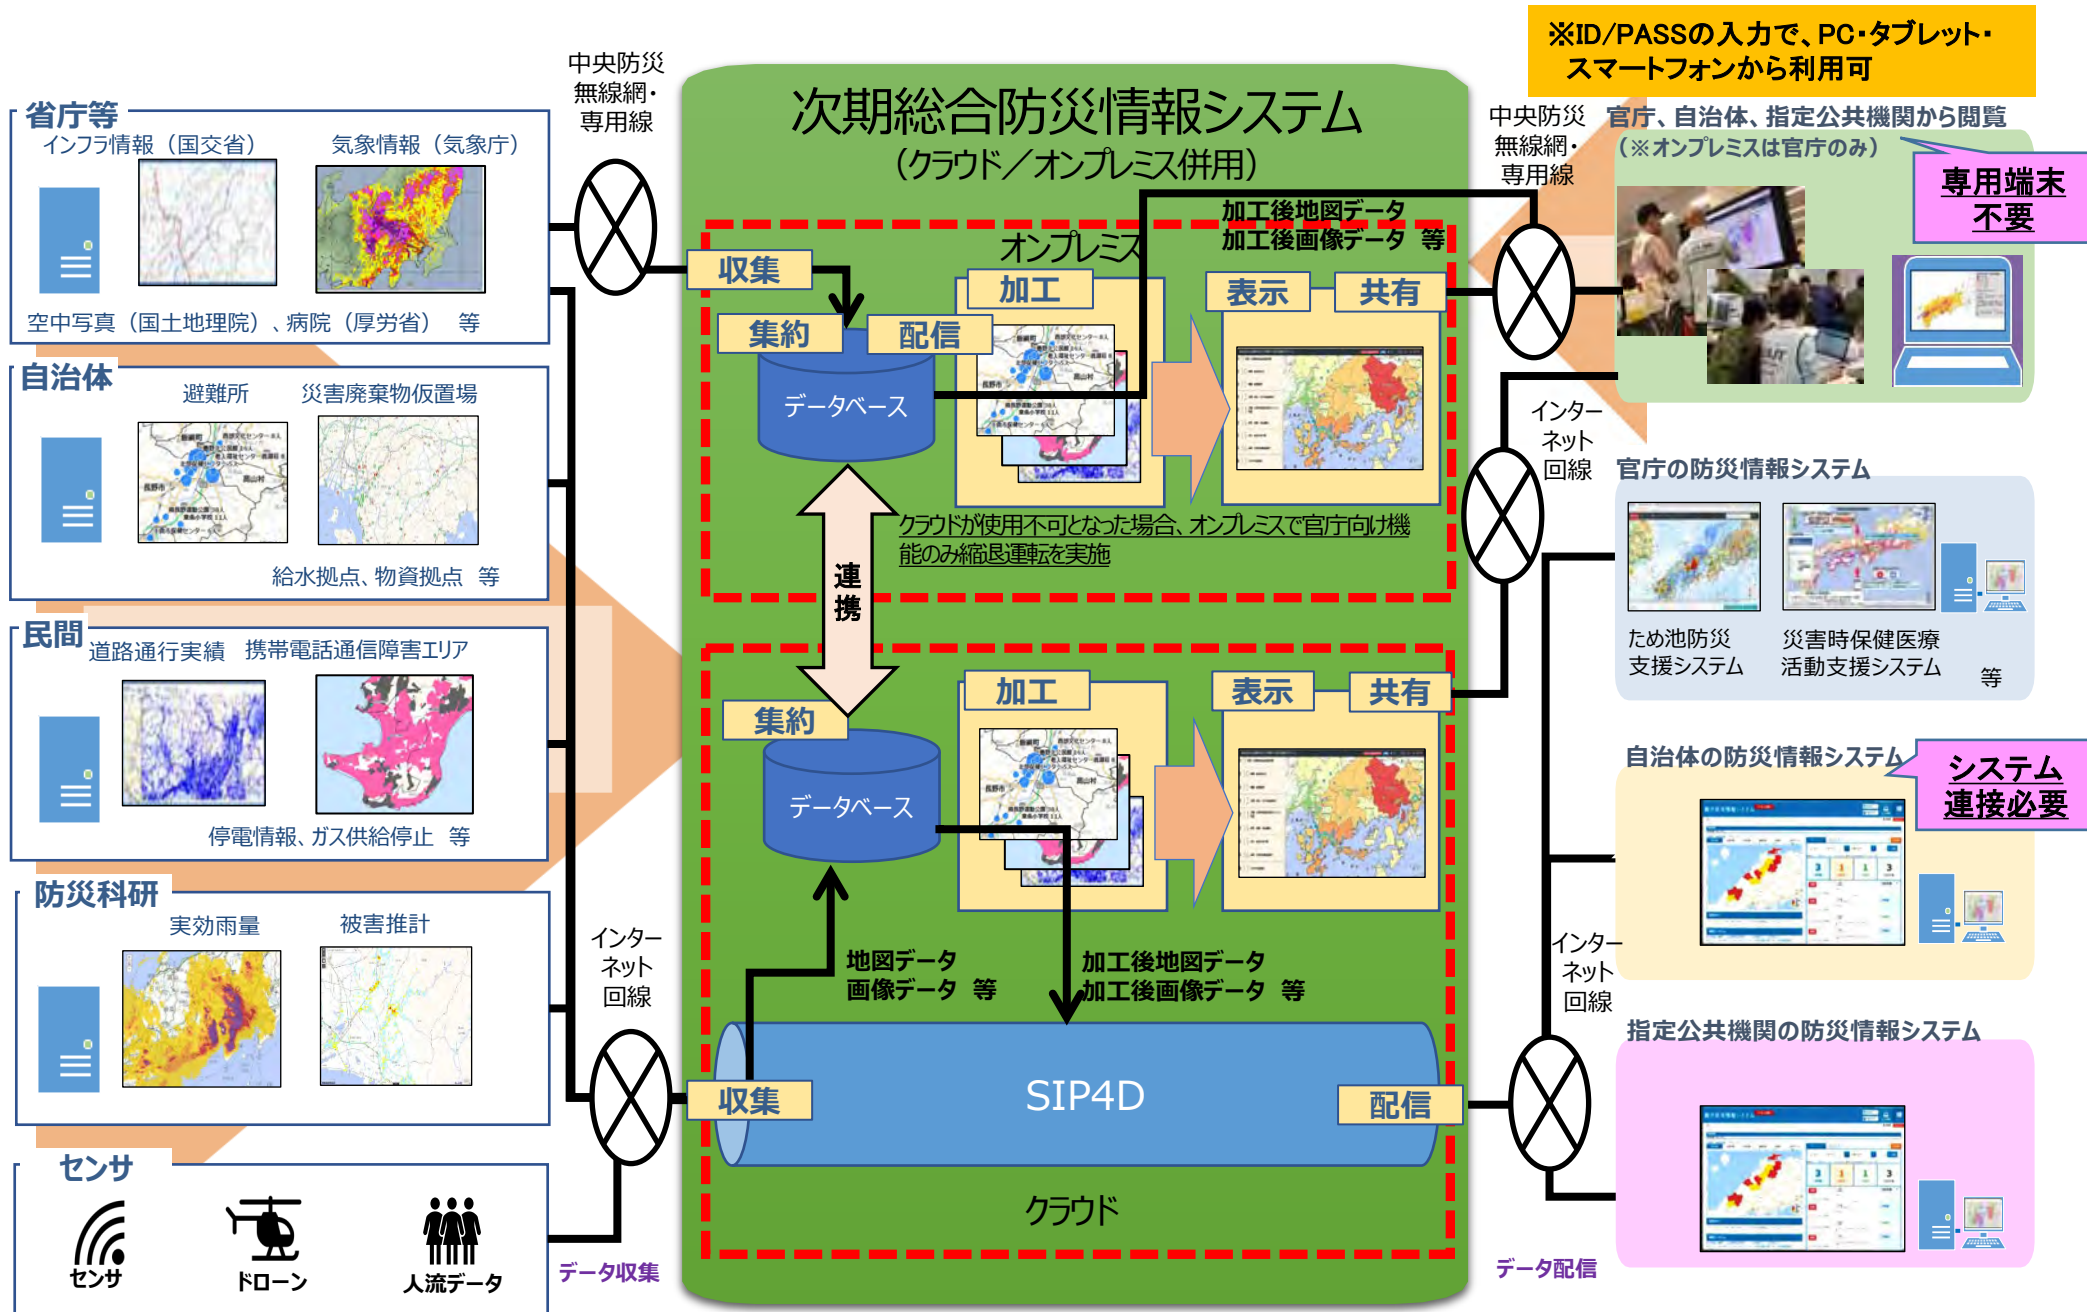 ※ID/PASSの入力で、PC・タブレット・
スマートフォンから利用可
次期総合防災情報システム
（クラウド／オンプレミス併用）
中央防災
無線網・
専用線
省庁等
インフラ情報（国交省）
気象情報（気象庁）
空中写真（国土地理院）、病院（厚労省）　等
自治体
避難所
災害廃棄物仮置場
給水拠点、物資拠点　等
民間
道路通行実績
携帯電話通信障害エリア
停電情報、ガス供給停止　等
防災科研
実効雨量
被害推計
センサ
センサ
ドローン
人流データ
インター
ネット
回線
データ収集
オンプレミス
収集
集約
配信
データベース
加工
加工後地図データ
加工後画像データ　等
表示
共有
クラウドが使用不可となった場合、オンプレミスで官庁向け機
能のみ縮退運転を実施
連
携
集約
データベース
加工
表示
共有
地図データ
画像データ　等
加工後地図データ
加工後画像データ　等
収集
SIP4D
配信
クラウド
中央防災
無線網・
専用線
インター
ネット
回線
インター
ネット
回線
データ配信
官庁、自治体、指定公共機関から閲覧
（※オンプレミスは官庁のみ）
専用端末
不要
官庁の防災情報システム
ため池防災
支援システム
災害時保健医療
活動支援システム
等
自治体の防災情報システム
システム
連接必要
指定公共機関の防災情報システム